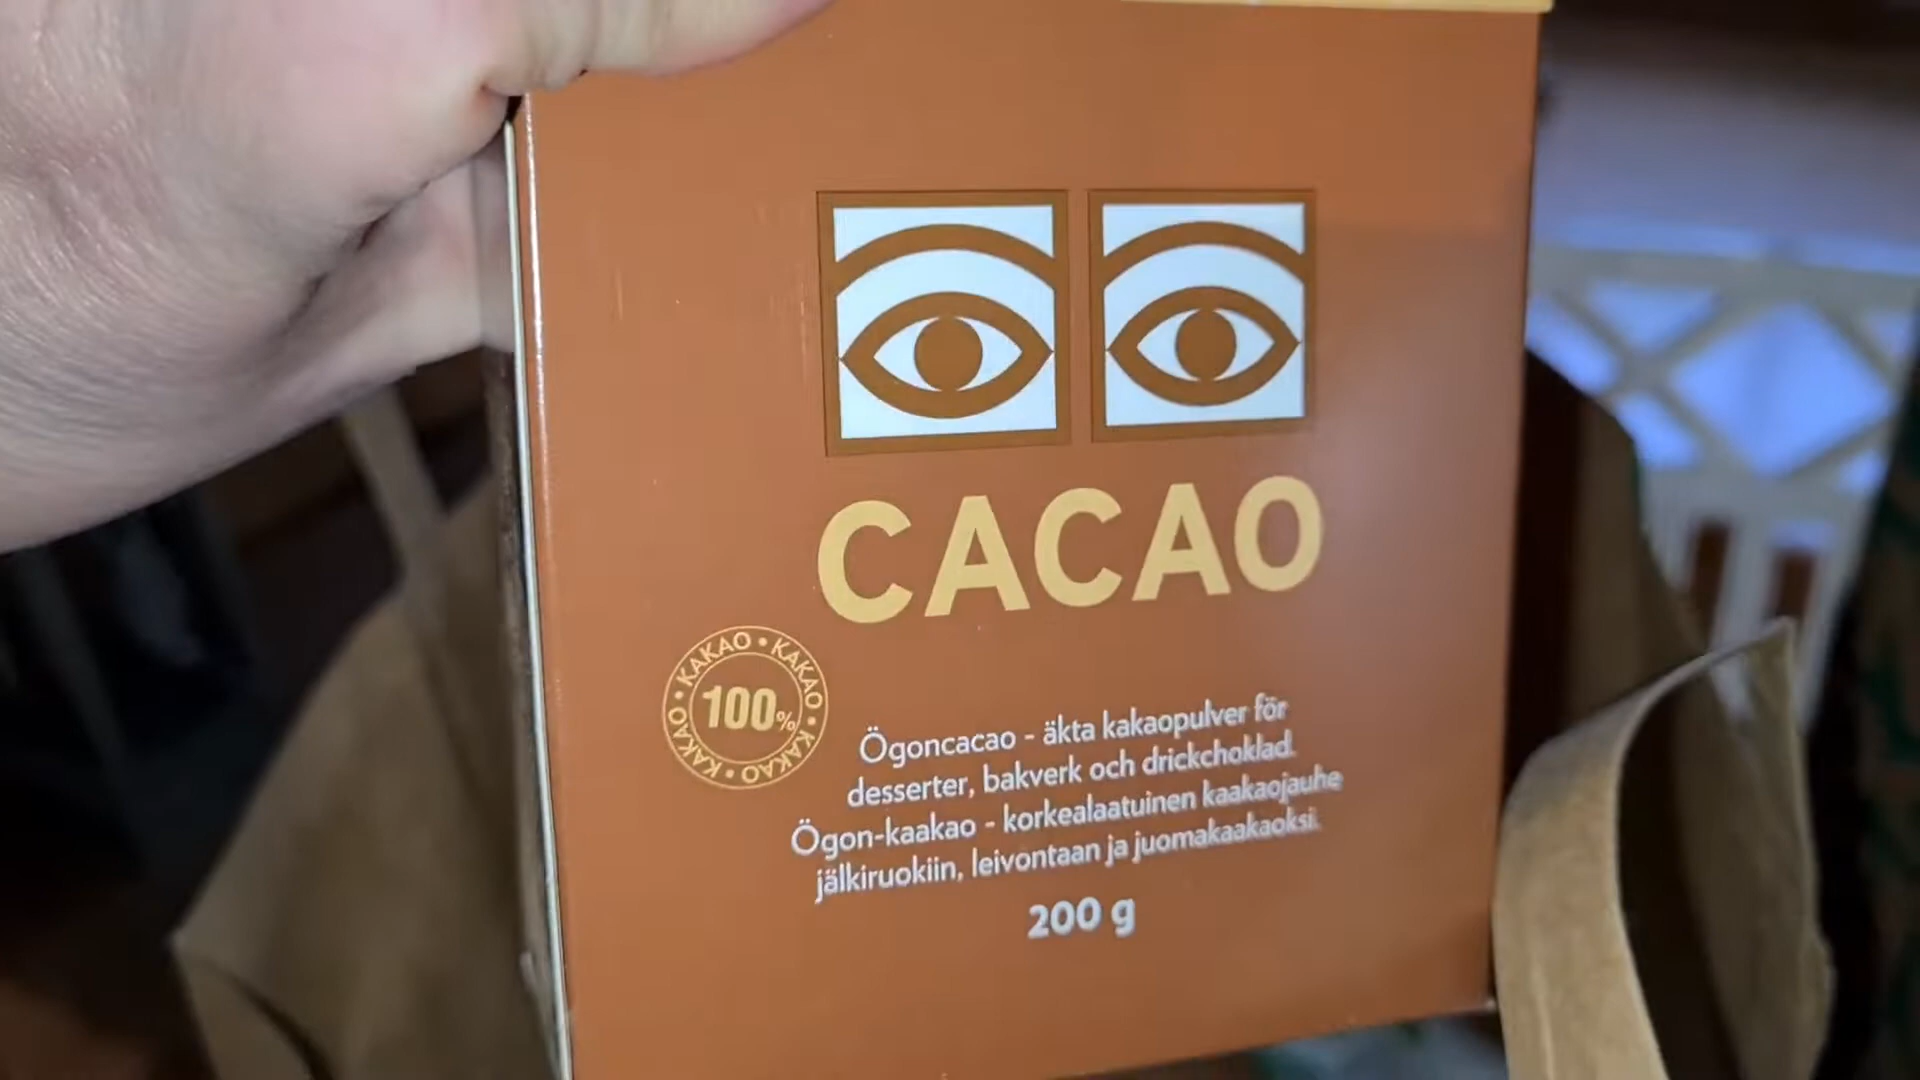 CACAO
KAKAO • KAKAO • KAKAO • KAKAO • KAKAO •
100%
Ögoncacao - äkta kakaopulver för
desserter, bakverk och drickchoklad.
Ögon-kaakao - korkealaatuinen kaakaojauhe
jälkiruokiin, leivontaan ja juomakaakaoksi.
200 g